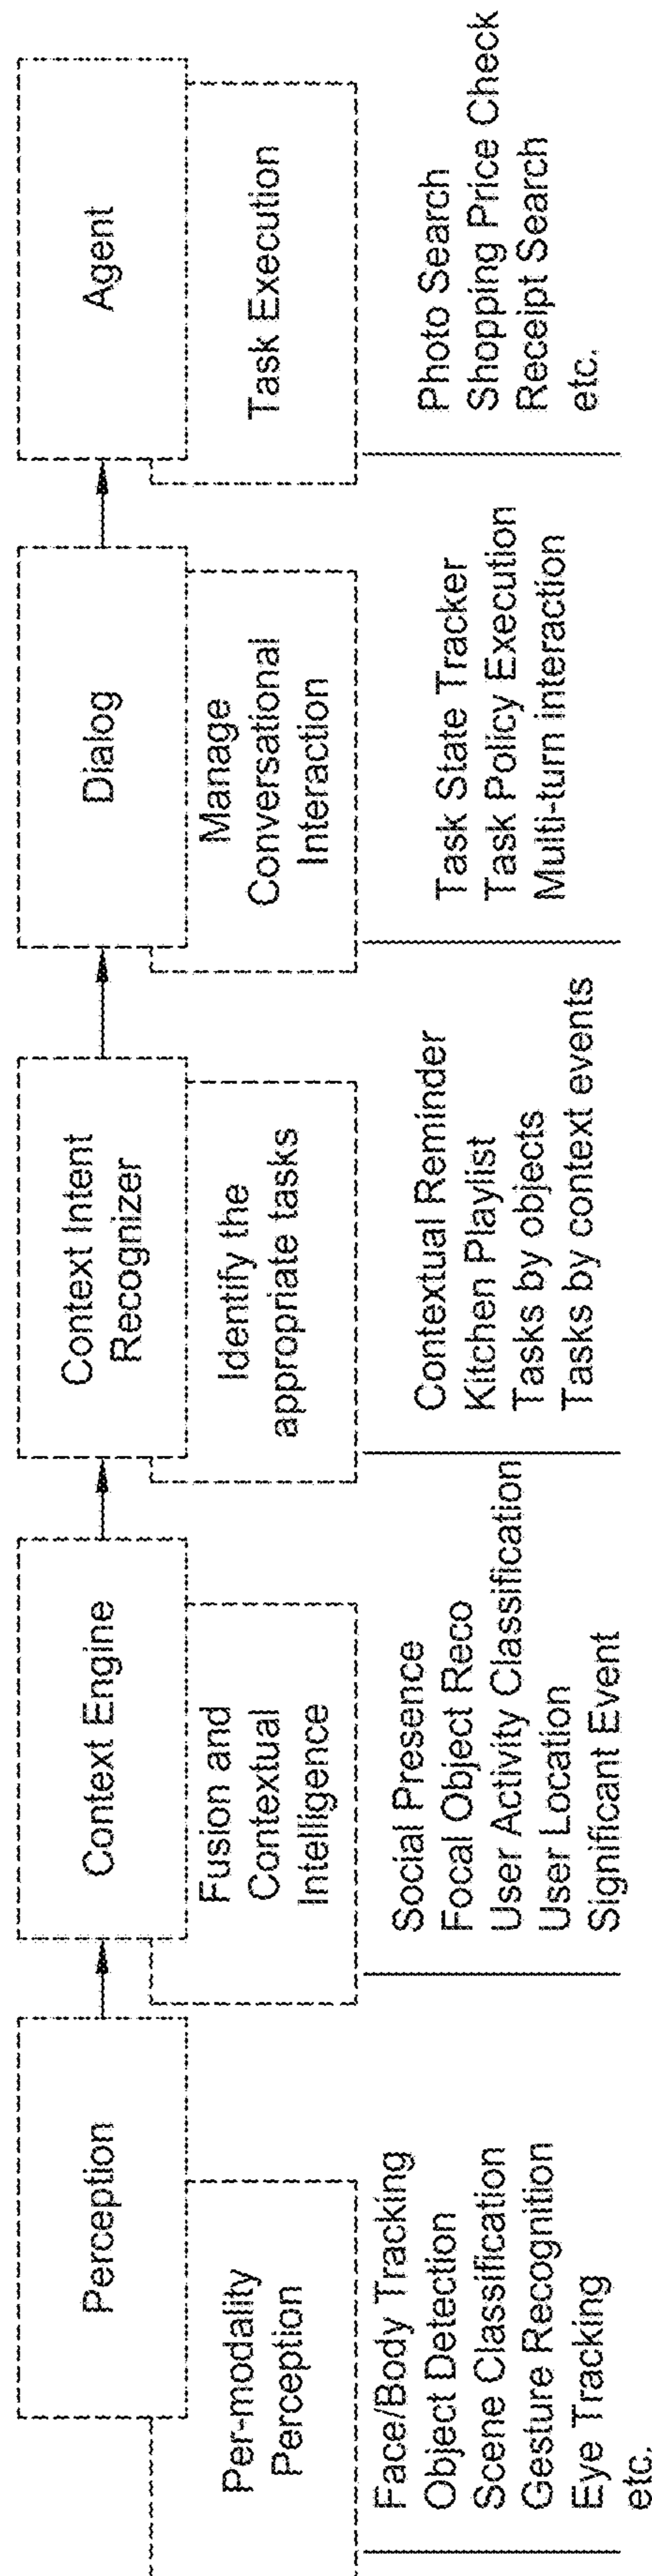 Perception
Per-modality
Perception
Face/Body Tracking
Object Detection
Scene Classification
Gesture Recognition
Eye Tracking
etc.
Context Engine
Fusion and
Contextual
Intelligence
Social Presence
Focal Object Reco
User Activity Classification
User Location
Significant Event
Context Intent
Recognizer
Identify the
appropriate tasks
Contextual Reminder
Kitchen Playlist
Tasks by objects
Tasks by context events
Dialog
Manage
Conversational
Interaction
Task State Tracker
Task Policy Execution
Multi-turn interaction
Agent
Task Execution
Photo Search
Shopping Price Check
Receipt Search
etc.